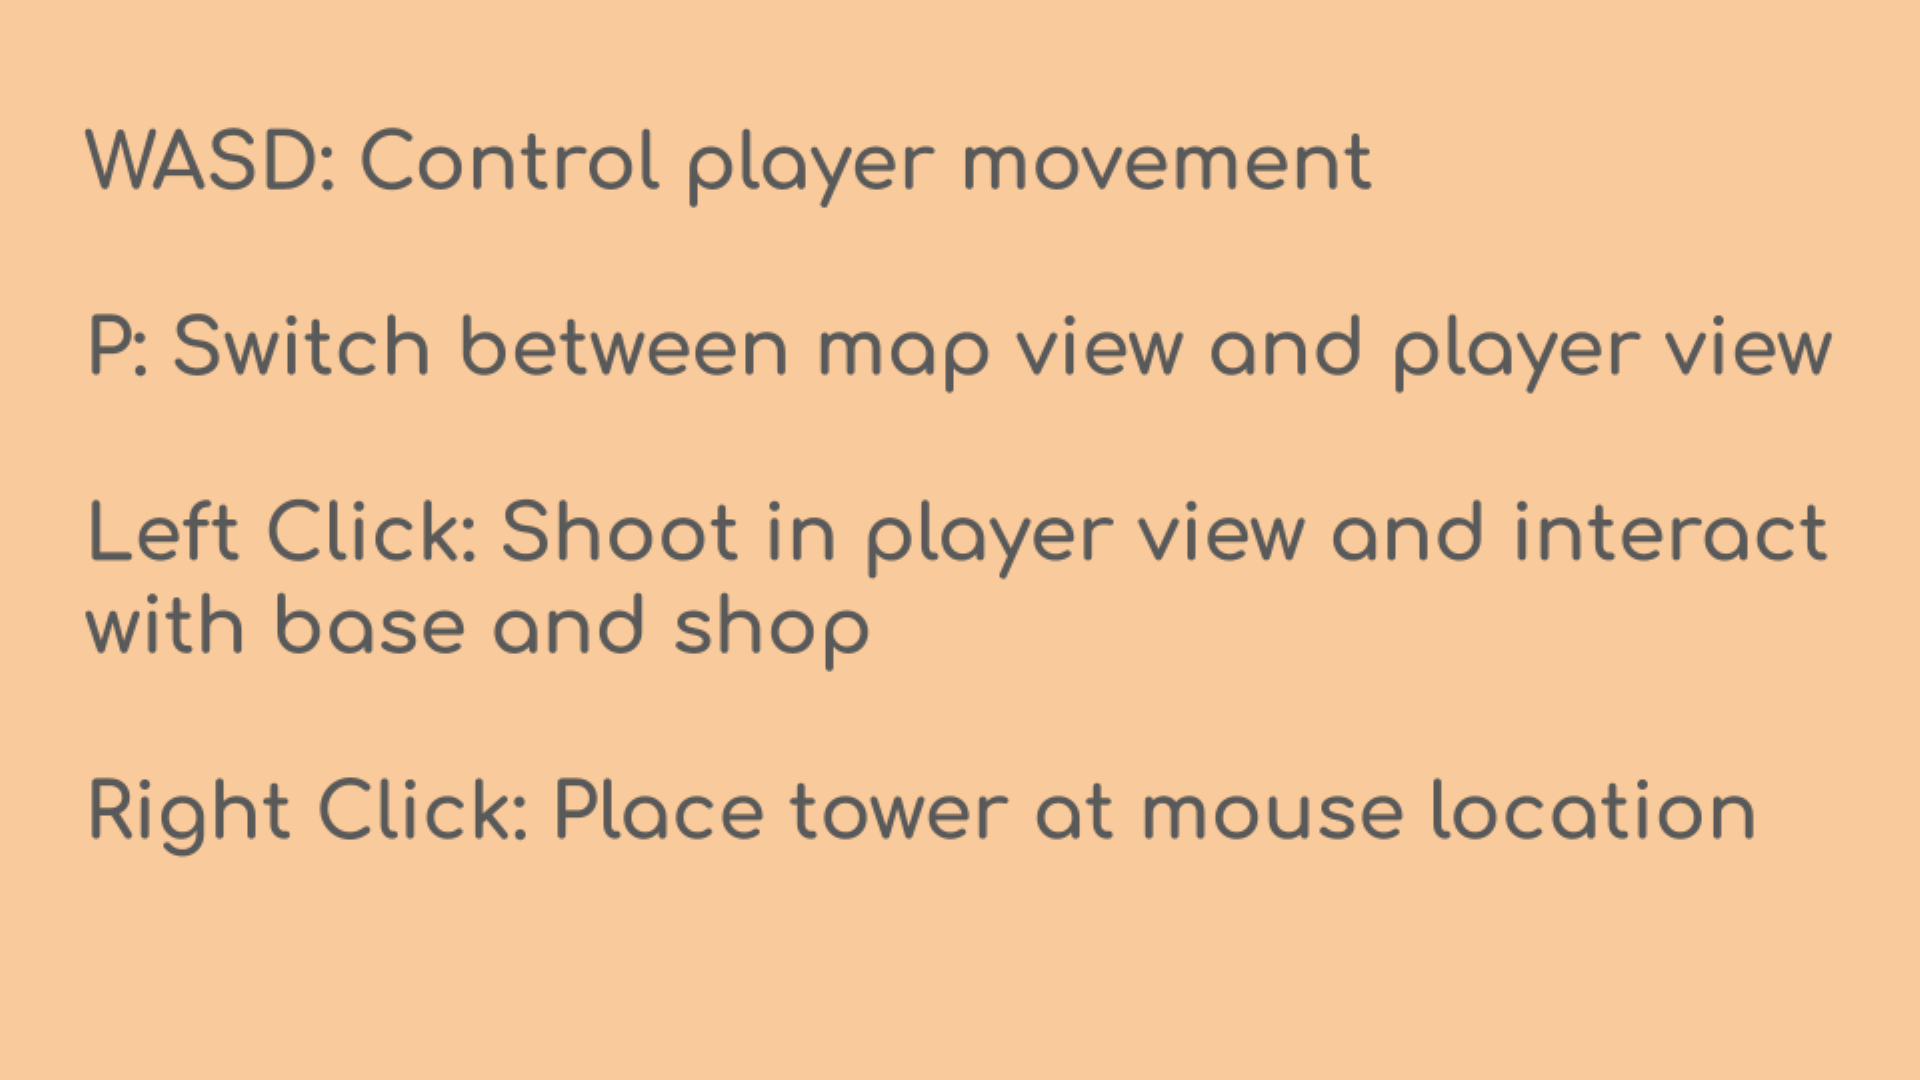 WASD: Control player movement
P: Switch between map view and player view
Left Click: Shoot in player view and interact
with base and shop
Right Click: Place tower at mouse location